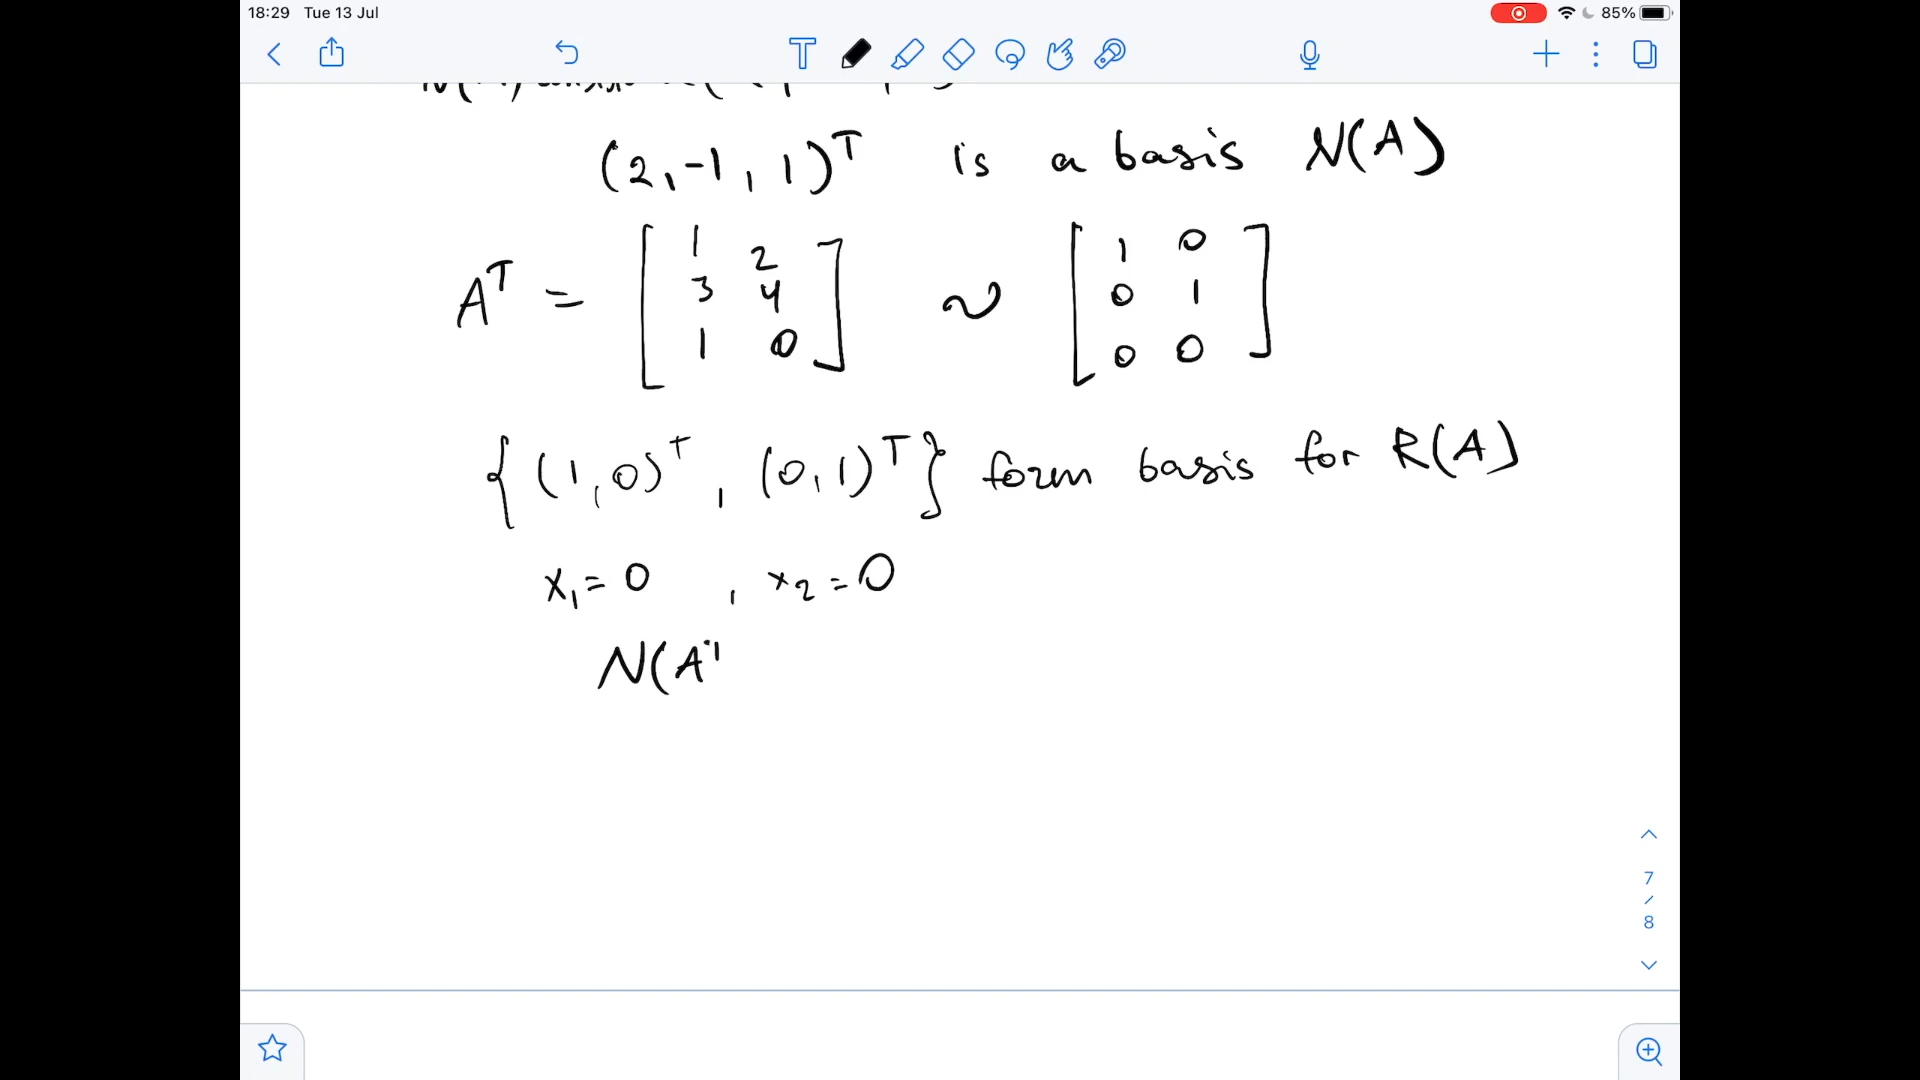 18:29 Tue 13 Jul 85%
T
(2, -1, 1)ᵀ is a basis N(A)
Aᵀ = [ 1 2 ; 3 4 ; 1 0 ] ~ [ 1 0 ; 0 1 ; 0 0 ]
{ (1, 0)ᵀ, (0, 1)ᵀ } form basis for R(A)
x₁ = 0 , x₂ = 0
N(A
7
/
8